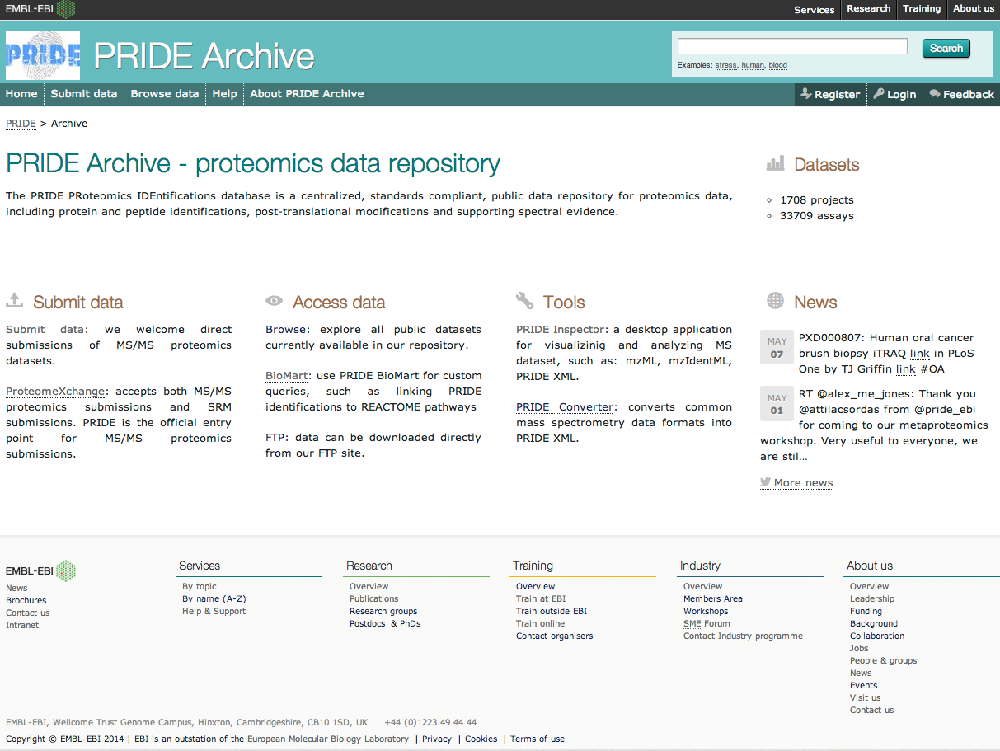 EMBL-EBI
Services Research Training About us
PRIDE PRIDE Archive
Search
Examples: stress, human, blood
Home Submit data Browse data Help About PRIDE Archive Register Login Feedback
PRIDE > Archive
PRIDE Archive - proteomics data repository
The PRIDE PRoteomics IDEntifications database is a centralized, standards compliant, public data repository for proteomics data,
including protein and peptide identifications, post-translational modifications and supporting spectral evidence.
Datasets
1708 projects
33709 assays
Submit data
Submit data: we welcome direct
submissions of MS/MS proteomics
datasets.
ProteomeXchange: accepts both MS/MS
proteomics submissions and SRM
submissions. PRIDE is the official entry
point for MS/MS proteomics
submissions.
Access data
Browse: explore all public datasets
currently available in our repository.
BioMart: use PRIDE BioMart for custom
queries, such as linking PRIDE
identifications to REACTOME pathways
FTP: data can be downloaded directly
from our FTP site.
Tools
PRIDE Inspector: a desktop application
for visualizinig and analyzing MS
dataset, such as: mzML, mzIdentML,
PRIDE XML.
PRIDE Converter: converts common
mass spectrometry data formats into
PRIDE XML.
News
MAY
07
PXD000807: Human oral cancer
brush biopsy iTRAQ link in PLoS
One by TJ Griffin link #OA
MAY
01
RT @alex_me_jones: Thank you
@attilacsordas from @pride_ebi
for coming to our metaproteomics
workshop. Very useful to everyone, we
are stil...
More news
EMBL-EBI
News
Brochures
Contact us
Intranet
Services
By topic
By name (A-Z)
Help & Support
Research
Overview
Publications
Research groups
Postdocs & PhDs
Training
Overview
Train at EBI
Train outside EBI
Train online
Contact organisers
Industry
Overview
Members Area
Workshops
SME Forum
Contact Industry programme
About us
Overview
Leadership
Funding
Background
Collaboration
Jobs
People & groups
News
Events
Visit us
Contact us
EMBL-EBI, Wellcome Trust Genome Campus, Hinxton, Cambridgeshire, CB10 1SD, UK +44 (0)1223 49 44 44
Copyright © EMBL-EBI 2014 | EBI is an outstation of the European Molecular Biology Laboratory | Privacy | Cookies | Terms of use